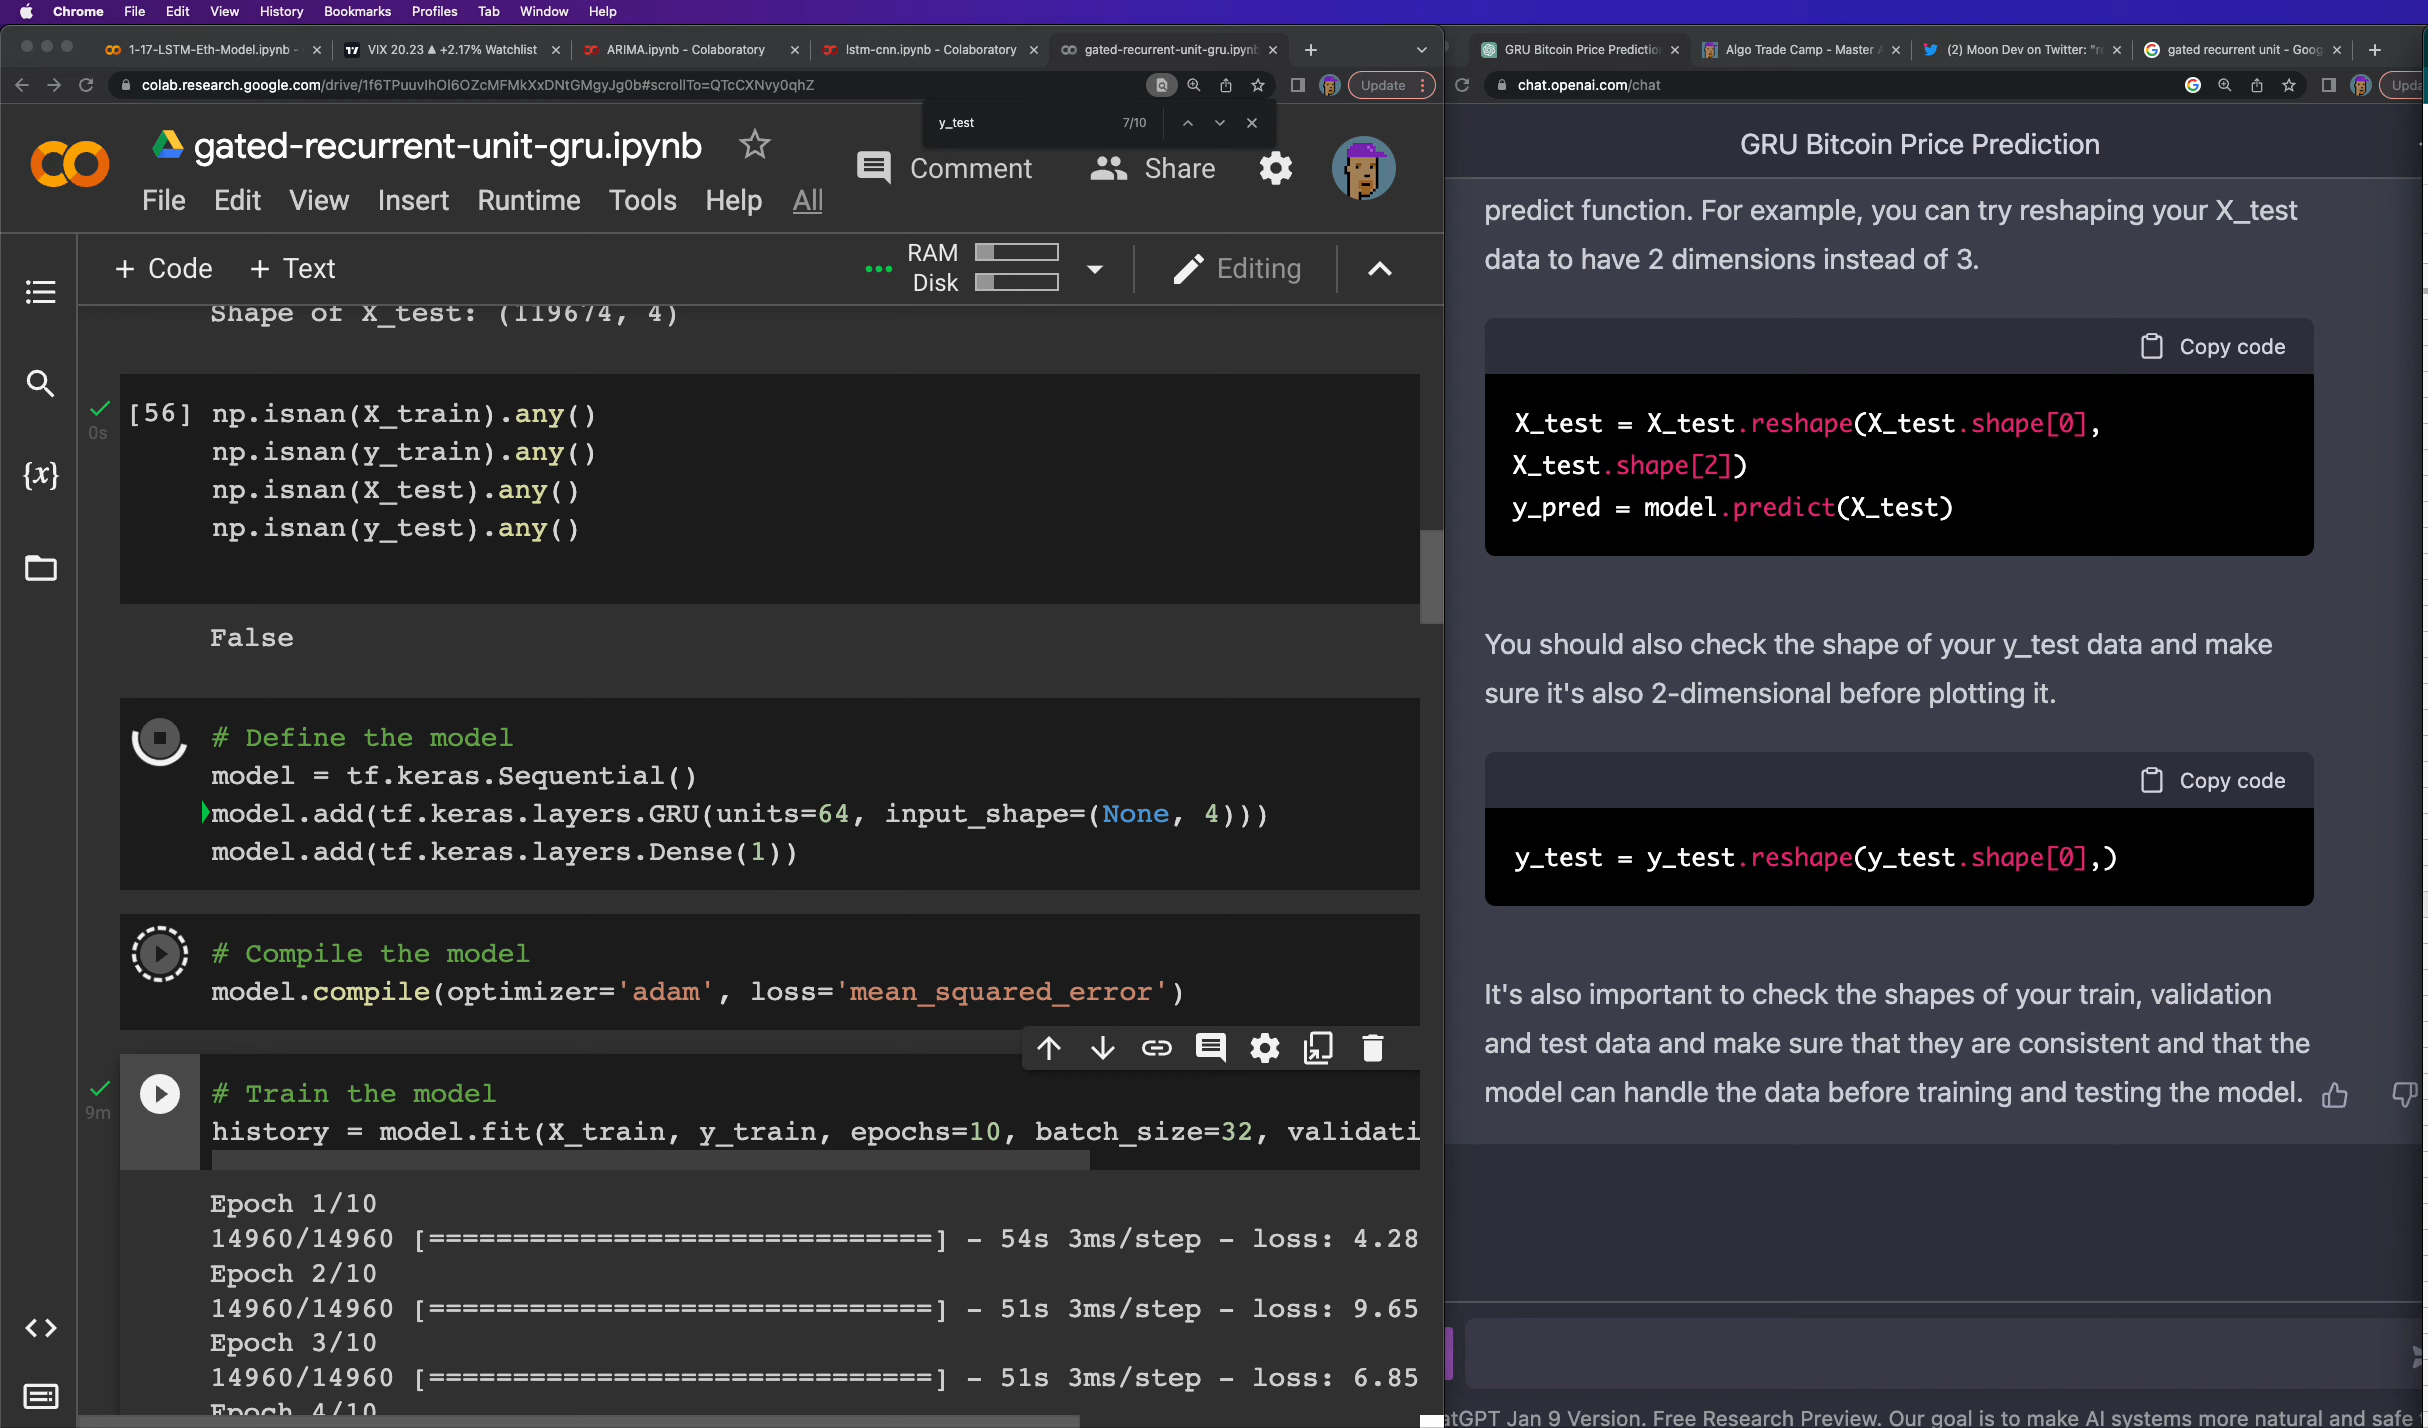 Chrome File Edit View History Bookmarks Profiles Tab Window Help
1-17-LSTM-Eth-Model.ipynb -
VIX 20.23 ▲ +2.17% Watchlist
ARIMA.ipynb - Colaboratory
lstm-cnn.ipynb - Colaboratory
gated-recurrent-unit-gru.ipynb
colab.research.google.com/drive/1f6TPuuvlhOl6OZcMFMkXxDNtGMgyJg0b#scrollTo=QTcCXNvy0qhZ
Update
y_test 7/10
gated-recurrent-unit-gru.ipynb
Comment Share
File Edit View Insert Runtime Tools Help All
+ Code + Text
RAM
Disk
Editing
Shape of X_test: (119674, 4)
[56] np.isnan(X_train).any()
np.isnan(y_train).any()
np.isnan(X_test).any()
np.isnan(y_test).any()
0s
False
# Define the model
model = tf.keras.Sequential()
model.add(tf.keras.layers.GRU(units=64, input_shape=(None, 4)))
model.add(tf.keras.layers.Dense(1))
# Compile the model
model.compile(optimizer='adam', loss='mean_squared_error')
# Train the model
9m
history = model.fit(X_train, y_train, epochs=10, batch_size=32, validati
Epoch 1/10
14960/14960 [==============================] - 54s 3ms/step - loss: 4.28
Epoch 2/10
14960/14960 [==============================] - 51s 3ms/step - loss: 9.65
Epoch 3/10
14960/14960 [==============================] - 51s 3ms/step - loss: 6.85
Epoch 4/10
GRU Bitcoin Price Prediction
Algo Trade Camp - Master A
(2) Moon Dev on Twitter: "r
gated recurrent unit - Goog
chat.openai.com/chat
Upda
GRU Bitcoin Price Prediction
predict function. For example, you can try reshaping your X_test
data to have 2 dimensions instead of 3.
Copy code
X_test = X_test.reshape(X_test.shape[0],
X_test.shape[2])
y_pred = model.predict(X_test)
You should also check the shape of your y_test data and make
sure it's also 2-dimensional before plotting it.
Copy code
y_test = y_test.reshape(y_test.shape[0],)
It's also important to check the shapes of your train, validation
and test data and make sure that they are consistent and that the
model can handle the data before training and testing the model.
atGPT Jan 9 Version. Free Research Preview. Our goal is to make AI systems more natural and safe